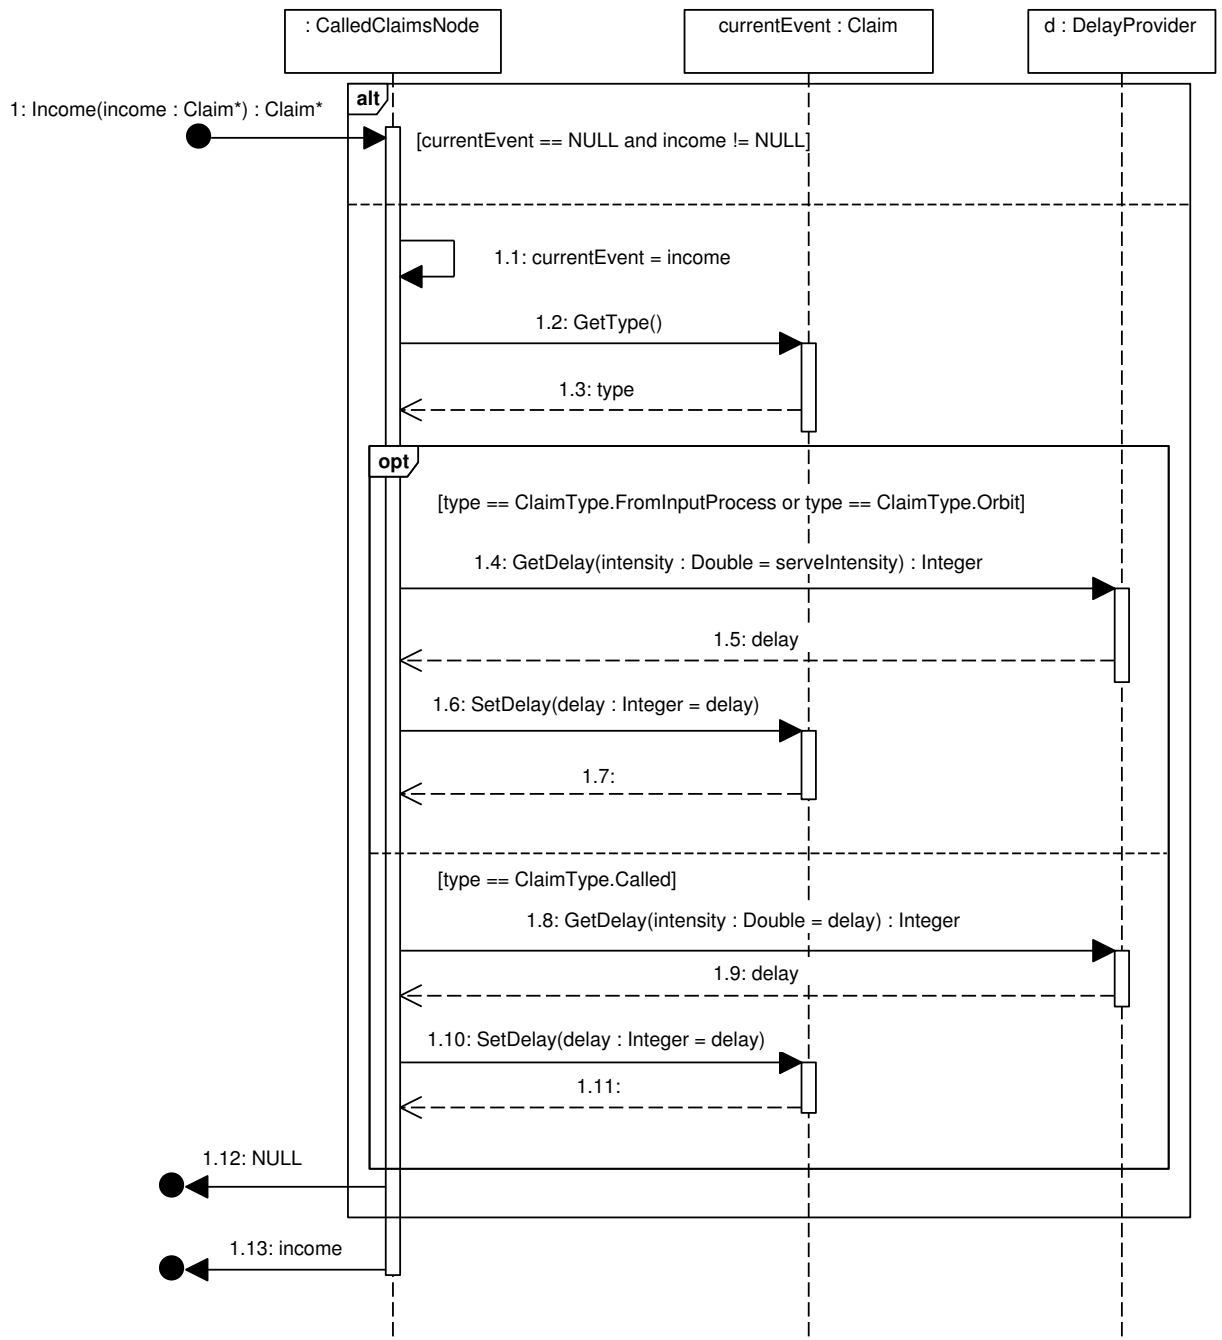 : CalledClaimsNode
currentEvent : Claim
d : DelayProvider
alt
1: Income(income : Claim*) : Claim*
[currentEvent == NULL and income != NULL]
1.1: currentEvent = income
1.2: GetType()
1.3: type
opt
[type == ClaimType.FromInputProcess or type == ClaimType.Orbit]
1.4: GetDelay(intensity : Double = serveIntensity) : Integer
1.5: delay
1.6: SetDelay(delay : Integer = delay)
1.7:
[type == ClaimType.Called]
1.8: GetDelay(intensity : Double = delay) : Integer
1.9: delay
1.10: SetDelay(delay : Integer = delay)
1.11:
1.12: NULL
1.13: income